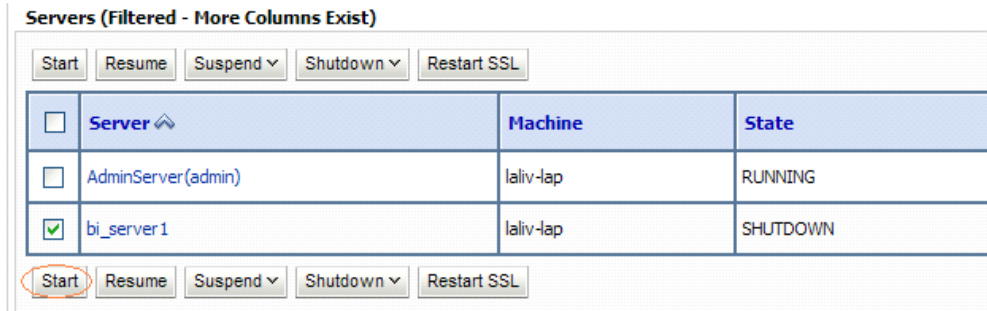 Servers (Filtered - More Columns Exist)
Start Resume Suspend Shutdown Restart SSL
Server Machine State
AdminServer(admin) laliv-lap RUNNING
bi_server1 laliv-lap SHUTDOWN
Start Resume Suspend Shutdown Restart SSL